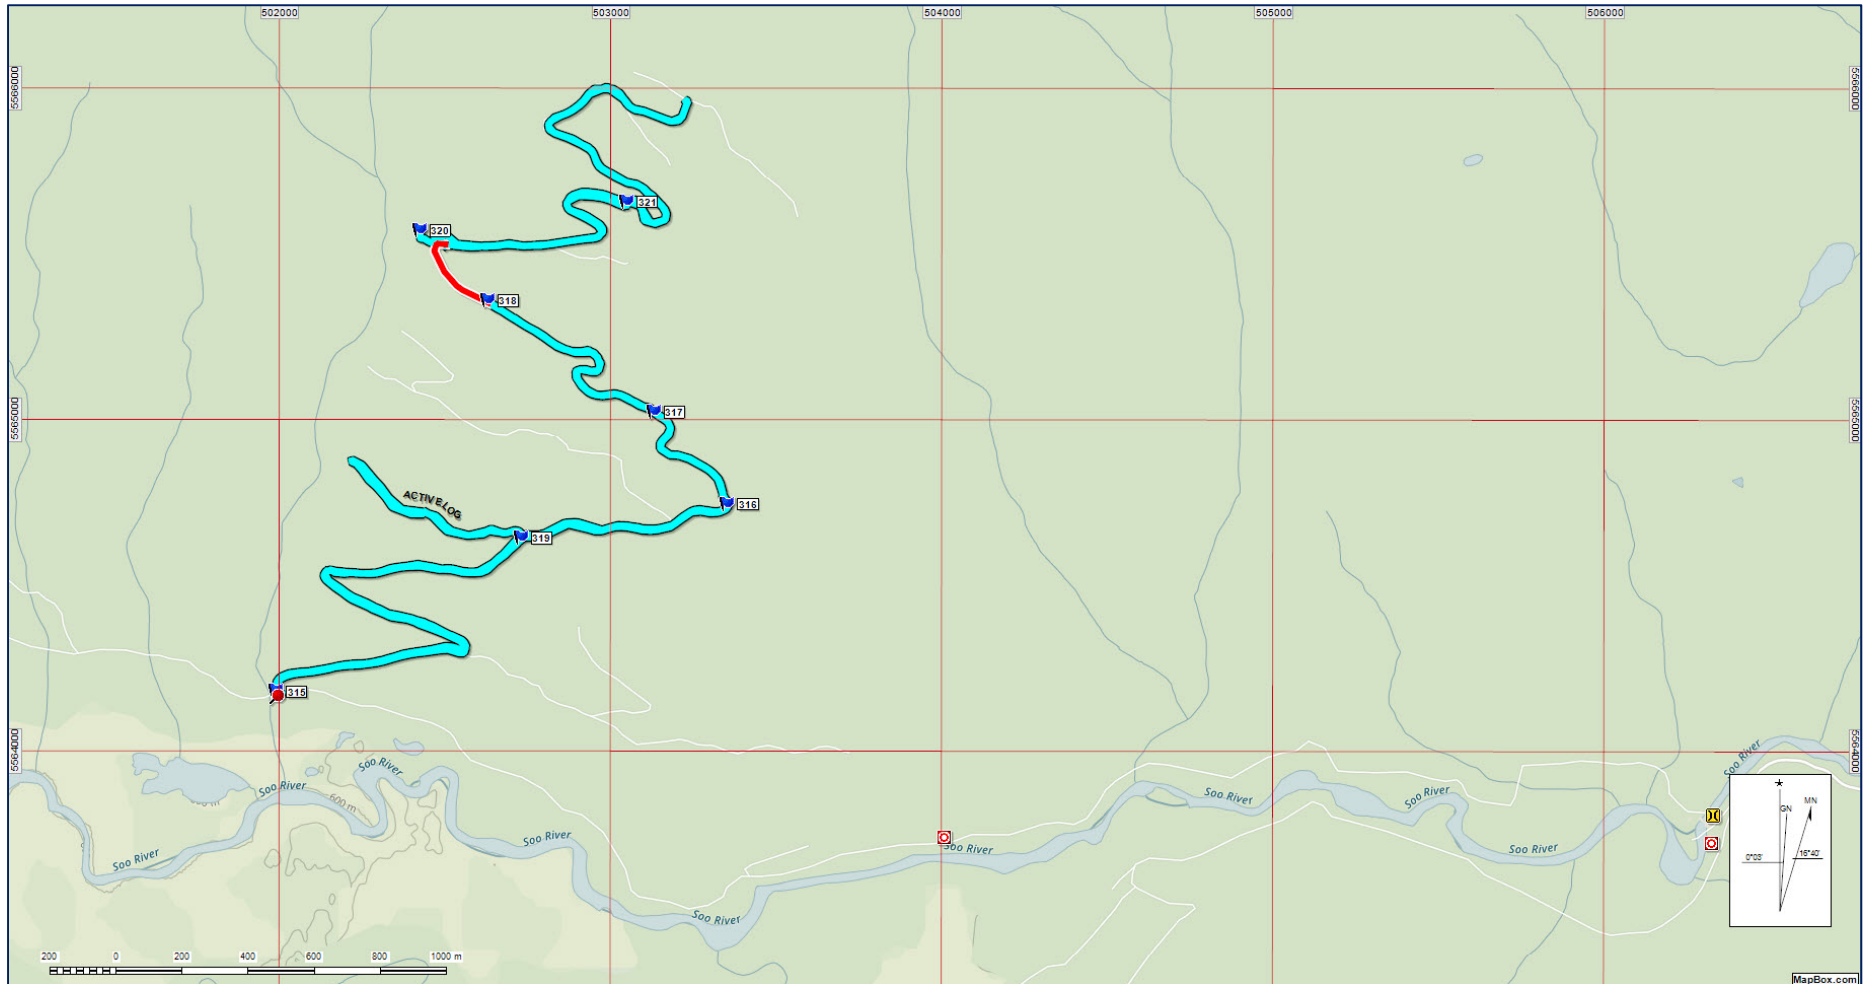 502000
503000
504000
505000
506000
5566000
5566000
321
320
318
5565000
5565000
317
ACTIVE LOG
316
319
315
5564000
5564000
Soo River
Soo River
Soo River
600 m
Soo River
Soo River
Soo River
Soo River
Soo River
Soo River
Soo River
GN
MN
0°03'
16°40'
200
0
200
400
600
800
1000 m
MapBox.com